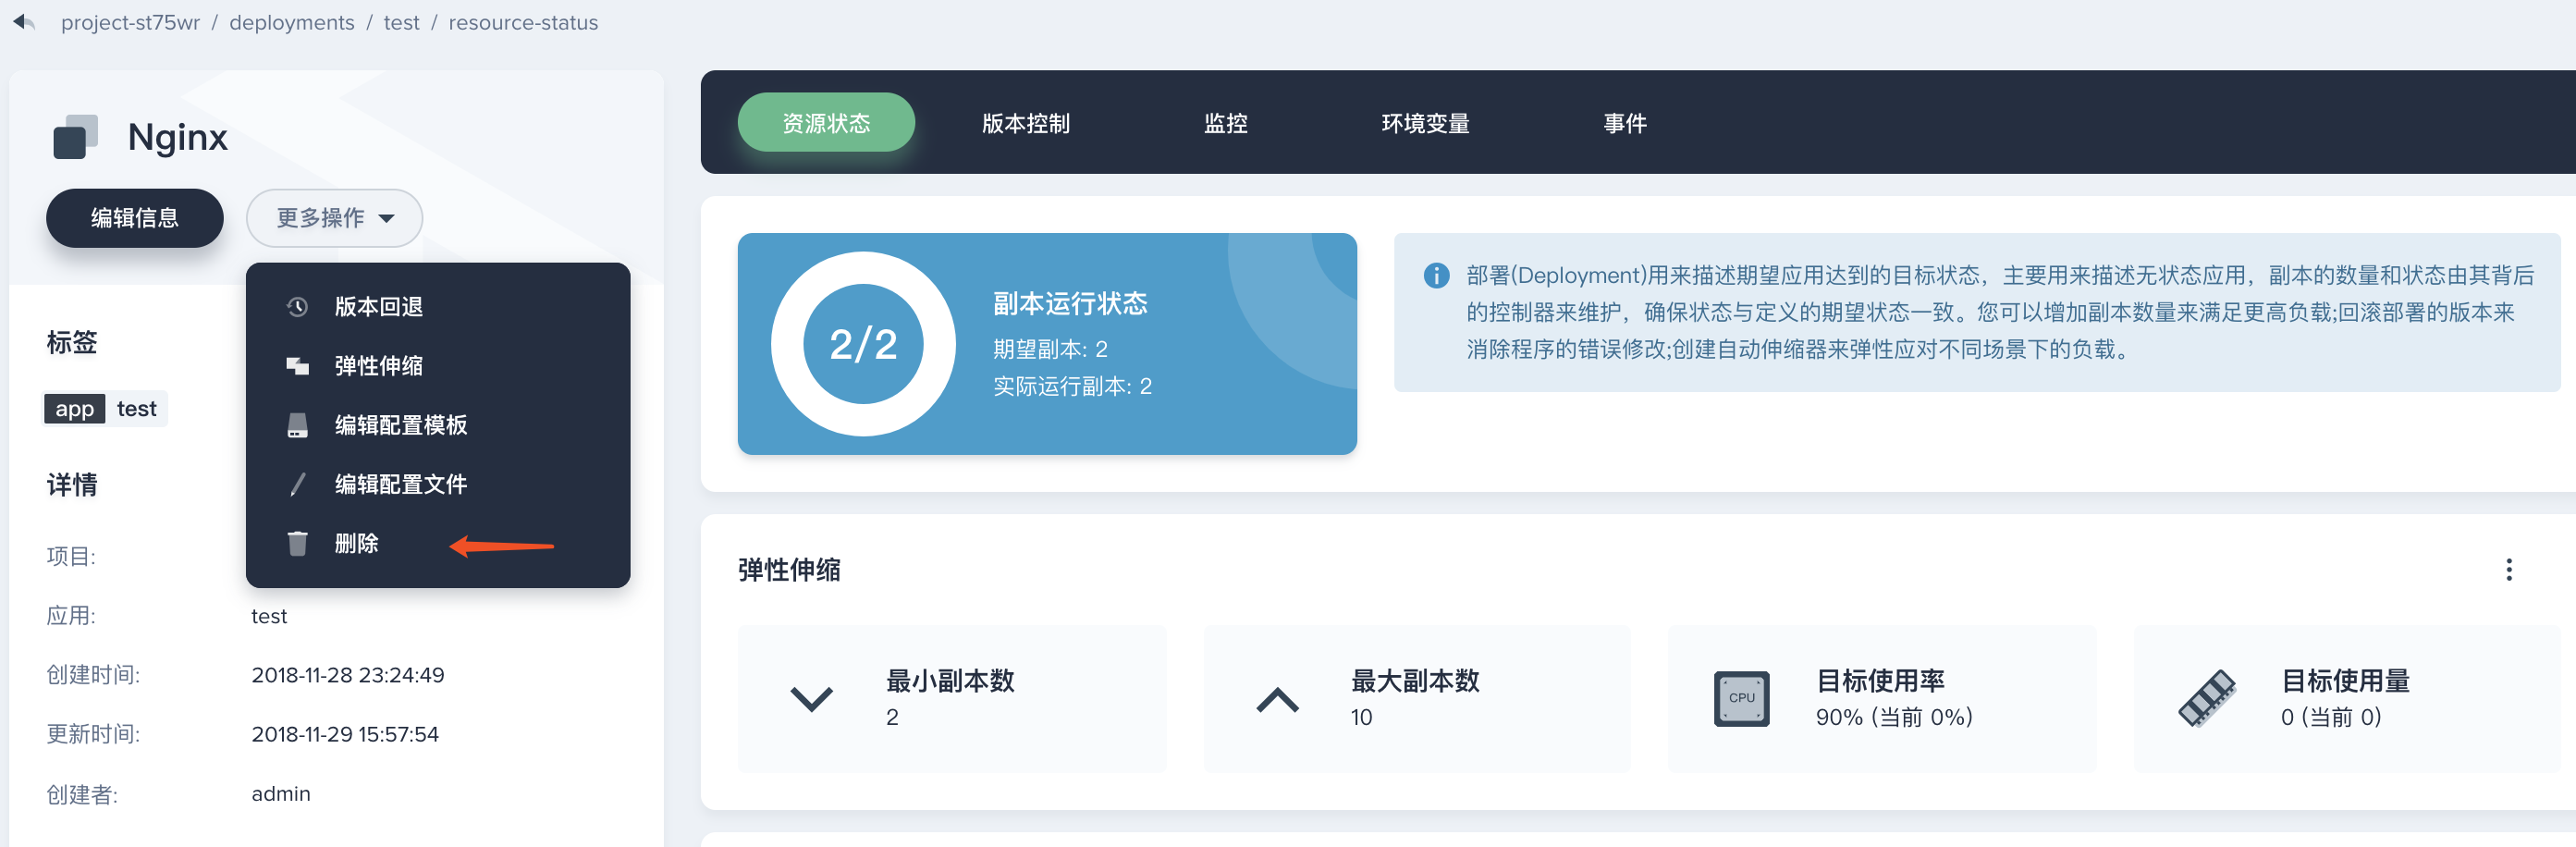 project-st75wr / deployments / test / resource-status
Nginx
编辑信息
更多操作
版本回退
弹性伸缩
编辑配置模板
编辑配置文件
删除
标签
app test
详情
项目:
应用: test
创建时间: 2018-11-28 23:24:49
更新时间: 2018-11-29 15:57:54
创建者: admin
资源状态
版本控制
监控
环境变量
事件
2/2
副本运行状态
期望副本: 2
实际运行副本: 2
部署(Deployment)用来描述期望应用达到的目标状态，主要用来描述无状态应用，副本的数量和状态由其背后
的控制器来维护，确保状态与定义的期望状态一致。您可以增加副本数量来满足更高负载;回滚部署的版本来
消除程序的错误修改;创建自动伸缩器来弹性应对不同场景下的负载。
弹性伸缩
最小副本数
2
最大副本数
10
CPU
目标使用率
90% (当前 0%)
目标使用量
0 (当前 0)